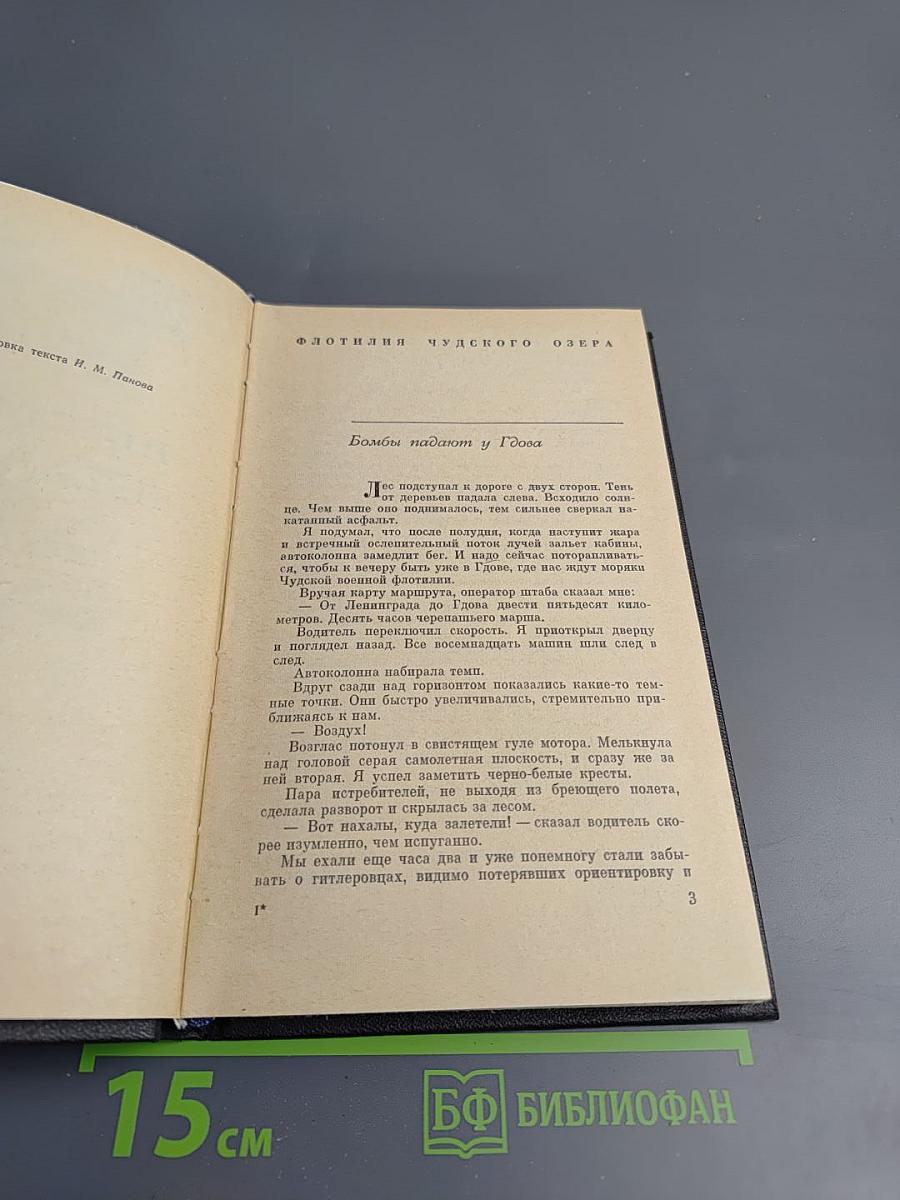 овка текста И. М. Панова
ФЛОТИЛИЯ ЧУДСКОГО ОЗЕРА
Бомбы падают у Гдова
Лес подступал к дороге с двух сторон. Тень
от деревьев падала слева. Всходило солн-
це. Чем выше оно поднималось, тем сильнее сверкал на-
катанный асфальт.
Я подумал, что после полудня, когда наступит жара
и встречный ослепительный поток лучей зальет кабины,
автоколонна замедлит бег. И надо сейчас поторапливать-
ся, чтобы к вечеру быть уже в Гдове, где нас ждут моряки
Чудской военной флотилии.
Вручая карту маршрута, оператор штаба сказал мне:
— От Ленинграда до Гдова двести пятьдесят кило-
метров. Десять часов черепашьего марша.
Водитель переключил скорость. Я приоткрыл дверцу
и поглядел назад. Все восемнадцать машин шли след в
след.
Автоколонна набирала темп.
Вдруг сзади над горизонтом показались какие-то тем-
ные точки. Они быстро увеличивались, стремительно при-
ближаясь к нам.
— Воздух!
Возглас потонул в свистящем гуле мотора. Мелькнула
над головой серая самолетная плоскость, и сразу же за
ней вторая. Я успел заметить черно-белые кресты.
Пара истребителей, не выходя из бреющего полета,
сделала разворот и скрылась за лесом.
— Вот нахалы, куда залетели! — сказал водитель ско-
рее изумленно, чем испуганно.
Мы ехали еще часа два и уже понемногу стали забы-
вать о гитлеровцах, видимо потерявших ориентировку и
1*
3
15 см
БФ БИБЛИОФАН